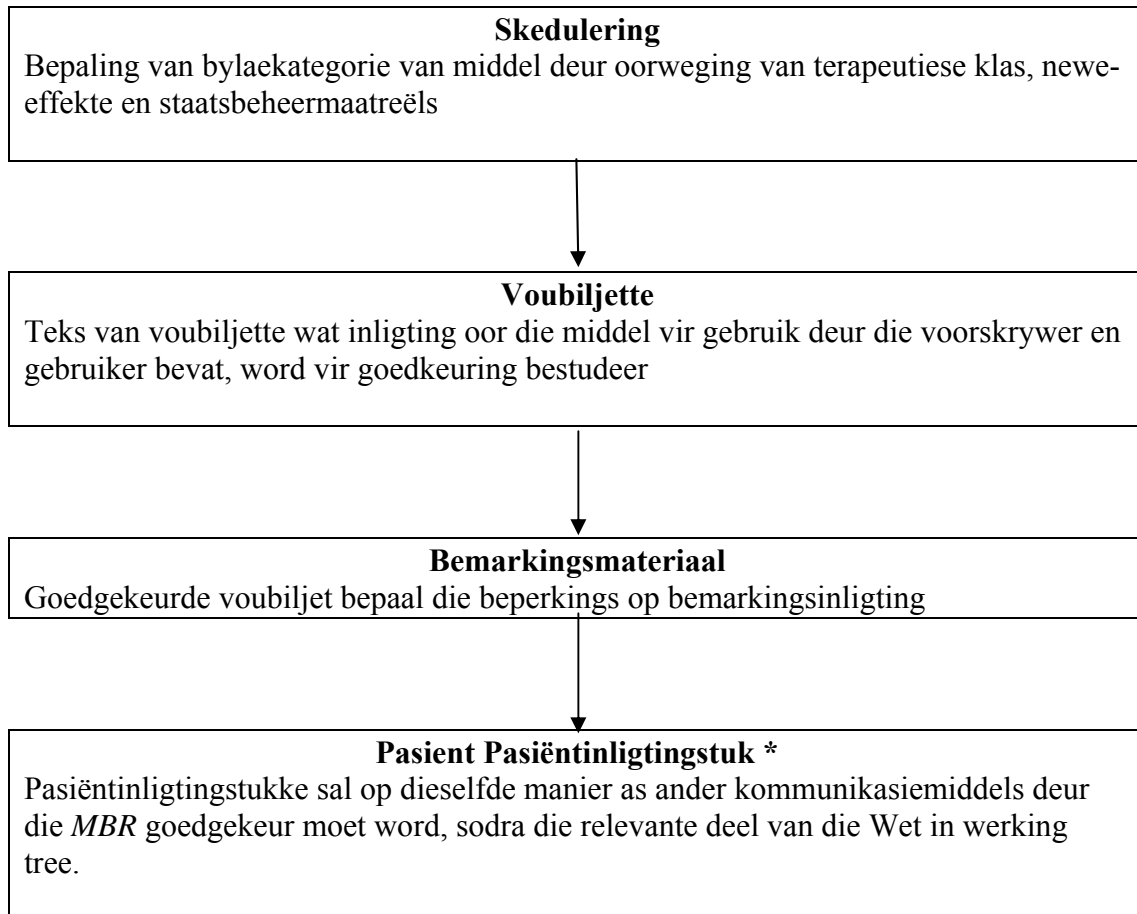 Skedulering
Bepaling van bylaekategorie van middel deur oorweging van terapeutiese klas, newe-
effekte en staatsbeheermaatreëls
Voubiljette
Teks van voubiljette wat inligting oor die middel vir gebruik deur die voorskrywer en
gebruiker bevat, word vir goedkeuring bestudeer
Bemarkingsmateriaal
Goedgekeurde voubiljet bepaal die beperkings op bemarkingsinligting
Pasient Pasiëntinligtingstuk *
Pasiëntinligtingstukke sal op dieselfde manier as ander kommunikasiemiddels deur
die MBR goedgekeur moet word, sodra die relevante deel van die Wet in werking
tree.